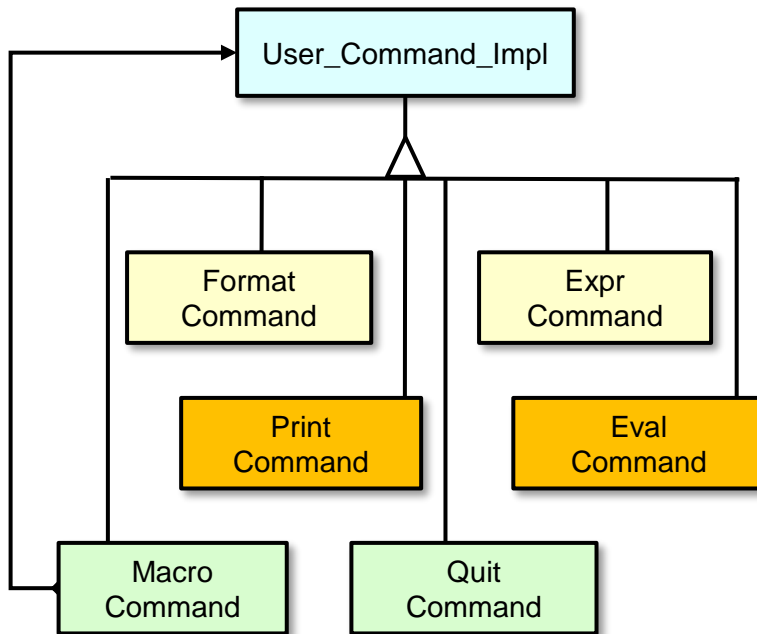 User_Command_Impl
Format
Command
Expr
Command
Print
Command
Eval
Command
Macro
Command
Quit
Command